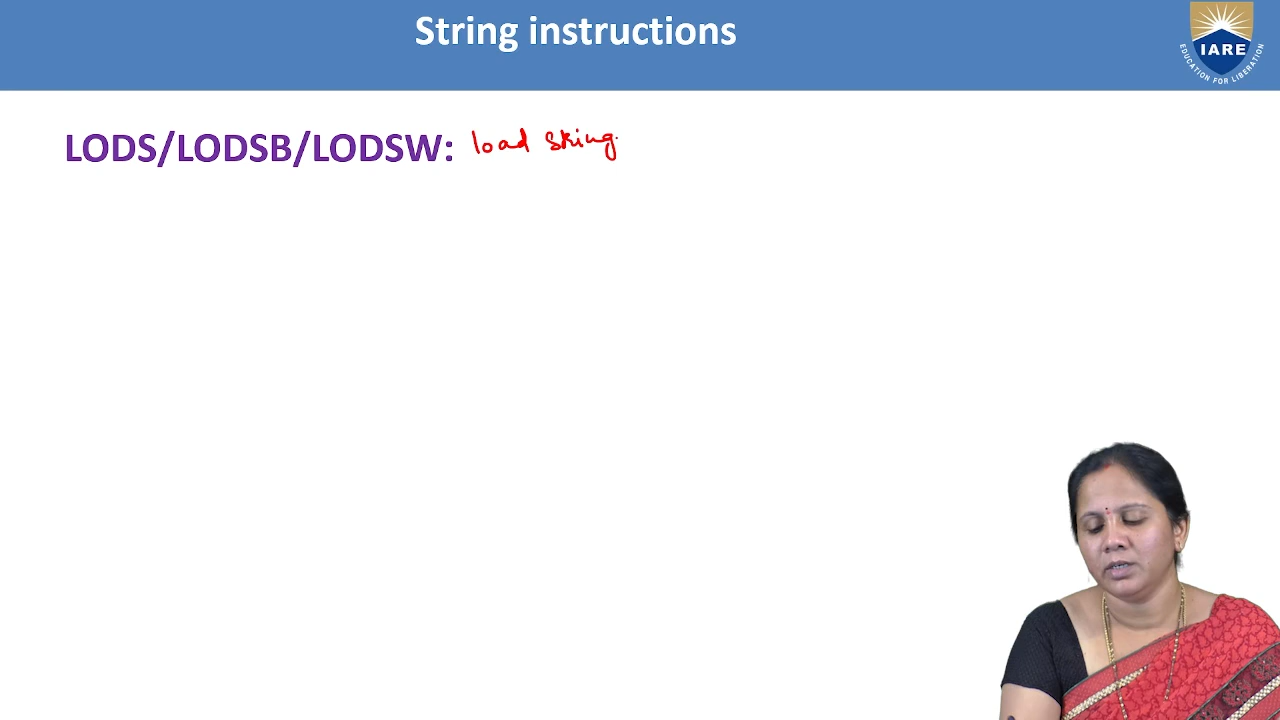 String instructions
IARE
EDUCATION FOR LIBERATION
LODS/LODSB/LODSW: load string